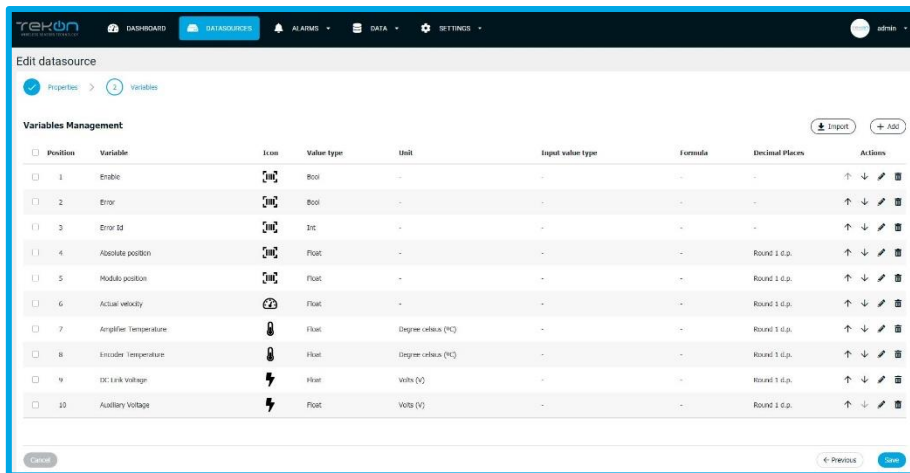 TEKON
DASHBOARD DATASOURCES ALARMS DATA SETTINGS admin
Edit datasource
Properties > 2 Variables
Variables Management
Import + Add
Position Variable Icon Value type Unit Input value type Formula Decimal Places Actions
1 Enable Bool - - - -
2 Error Bool - - - -
3 Error Id Int - - - -
4 Absolute position Float - - - Round 1 d.p.
5 Modulo position Float - - - Round 1 d.p.
6 Actual velocity Float - - - Round 1 d.p.
7 Amplifier Temperature Float Degree celsius (ºC) - - Round 1 d.p.
8 Encoder Temperature Float Degree celsius (ºC) - - Round 1 d.p.
9 DC Link Voltage Float Volts (V) - - Round 1 d.p.
10 Auxiliary Voltage Float Volts (V) - - Round 1 d.p.
Cancel ← Previous Save